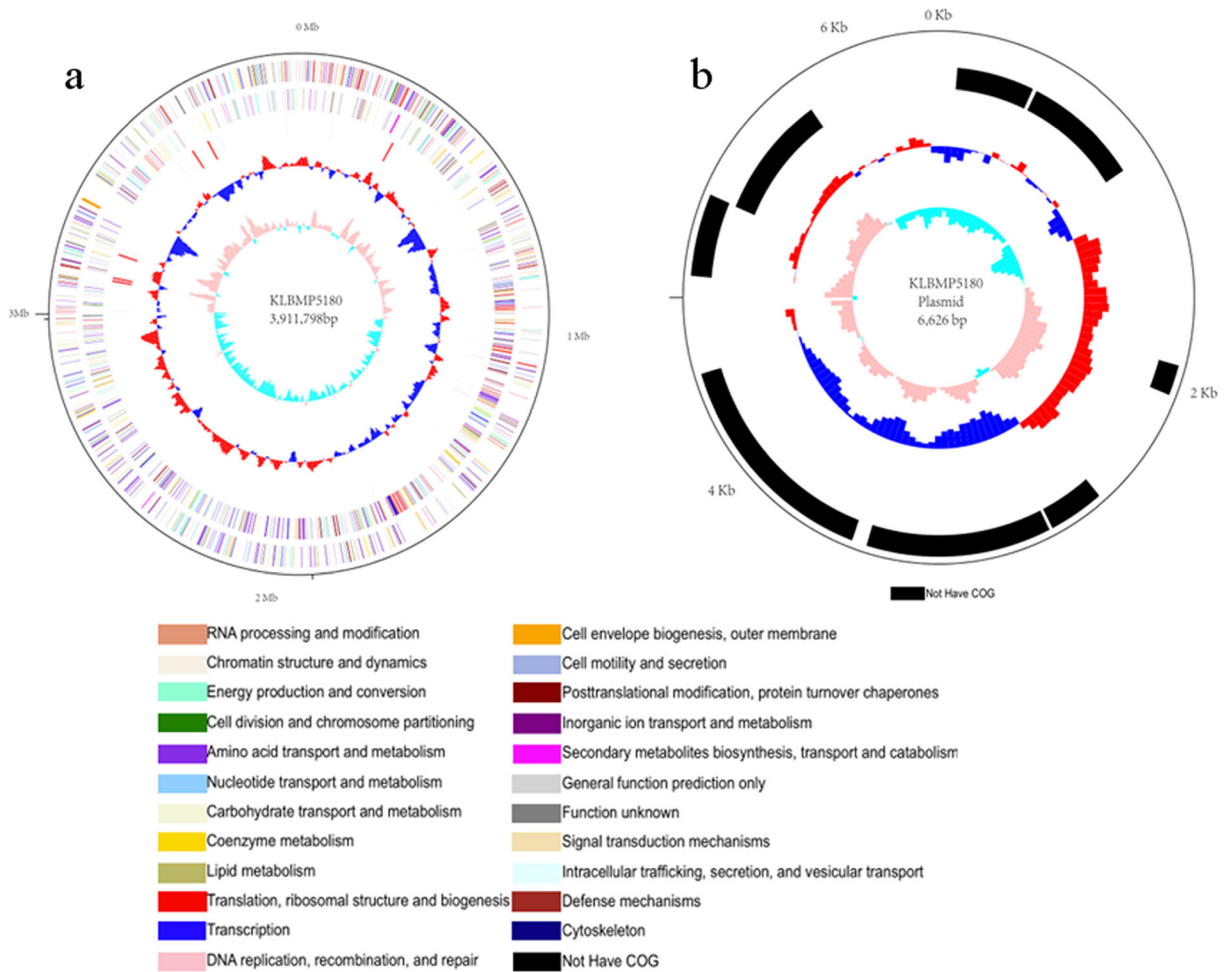 0 Mb
a
KLBMP5180
3,911,798bp
3Mb
1 Mb
2 Mb
0 Kb
6 Kb
b
KLBMP5180
Plasmid
6,626 bp
2 Kb
4 Kb
Not Have COG
RNA processing and modification
Chromatin structure and dynamics
Energy production and conversion
Cell division and chromosome partitioning
Amino acid transport and metabolism
Nucleotide transport and metabolism
Carbohydrate transport and metabolism
Coenzyme metabolism
Lipid metabolism
Translation, ribosomal structure and biogenesis
Transcription
DNA replication, recombination, and repair
Cell envelope biogenesis, outer membrane
Cell motility and secretion
Posttranslational modification, protein turnover chaperones
Inorganic ion transport and metabolism
Secondary metabolites biosynthesis, transport and catabolism
General function prediction only
Function unknown
Signal transduction mechanisms
Intracellular trafficking, secretion, and vesicular transport
Defense mechanisms
Cytoskeleton
Not Have COG